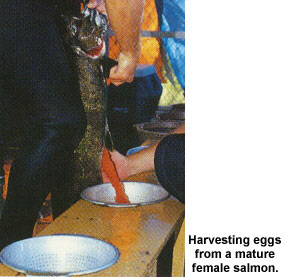 Harvesting eggs
from a mature
female salmon.